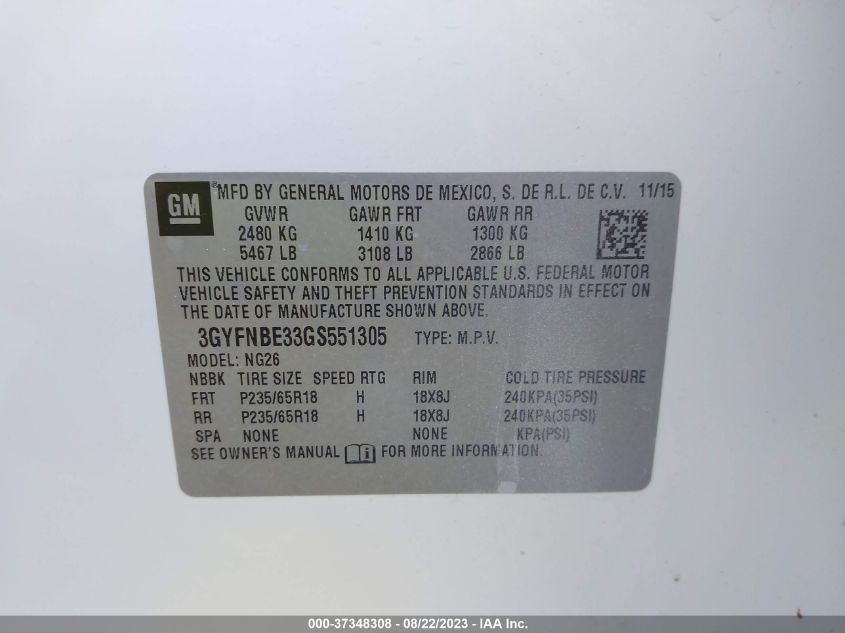 GM ® MFD BY GENERAL MOTORS DE MEXICO, S. DE R.L. DE C.V. 11/15
GVWR GAWR FRT GAWR RR
2480 KG 1410 KG 1300 KG
5467 LB 3108 LB 2866 LB
THIS VEHICLE CONFORMS TO ALL APPLICABLE U.S. FEDERAL MOTOR
VEHICLE SAFETY AND THEFT PREVENTION STANDARDS IN EFFECT ON
THE DATE OF MANUFACTURE SHOWN ABOVE.
3GYFNBE33GS551305 TYPE: M.P.V.
MODEL: NG26
NBBK TIRE SIZE SPEED RTG RIM COLD TIRE PRESSURE
FRT P235/65R18 H 18X8J 240KPA(35PSI)
RR P235/65R18 H 18X8J 240KPA(35PSI)
SPA NONE NONE KPA(PSI)
SEE OWNER'S MANUAL i FOR MORE INFORMATION.
000-37348308 - 08/22/2023 - IAA Inc.